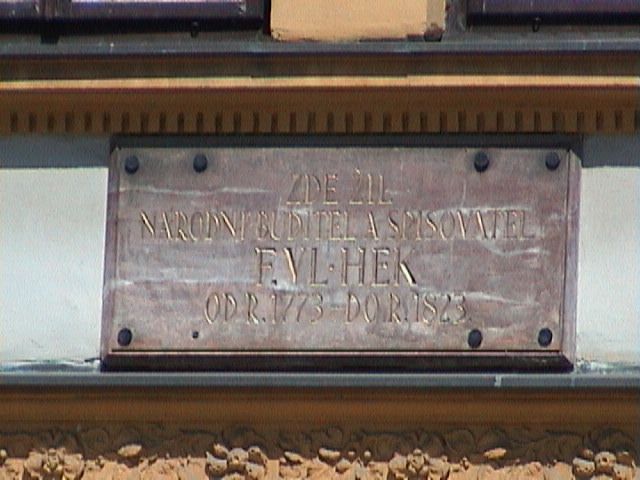 ZDE ŽIL
NÁRODNÍ BUDITEL A SPISOVATEL
F. VL. HEK
OD R. 1773 - DO R. 1823.